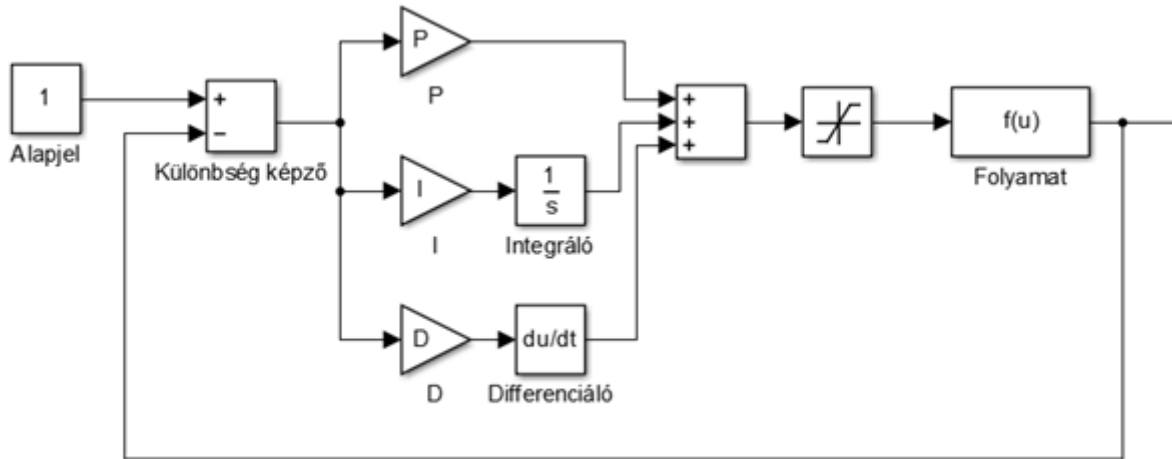 1
Alapjel
+
−
Különbség képző
P
P
I
I
1
s
Integráló
D
D
du/dt
Differenciáló
+
+
+
f(u)
Folyamat